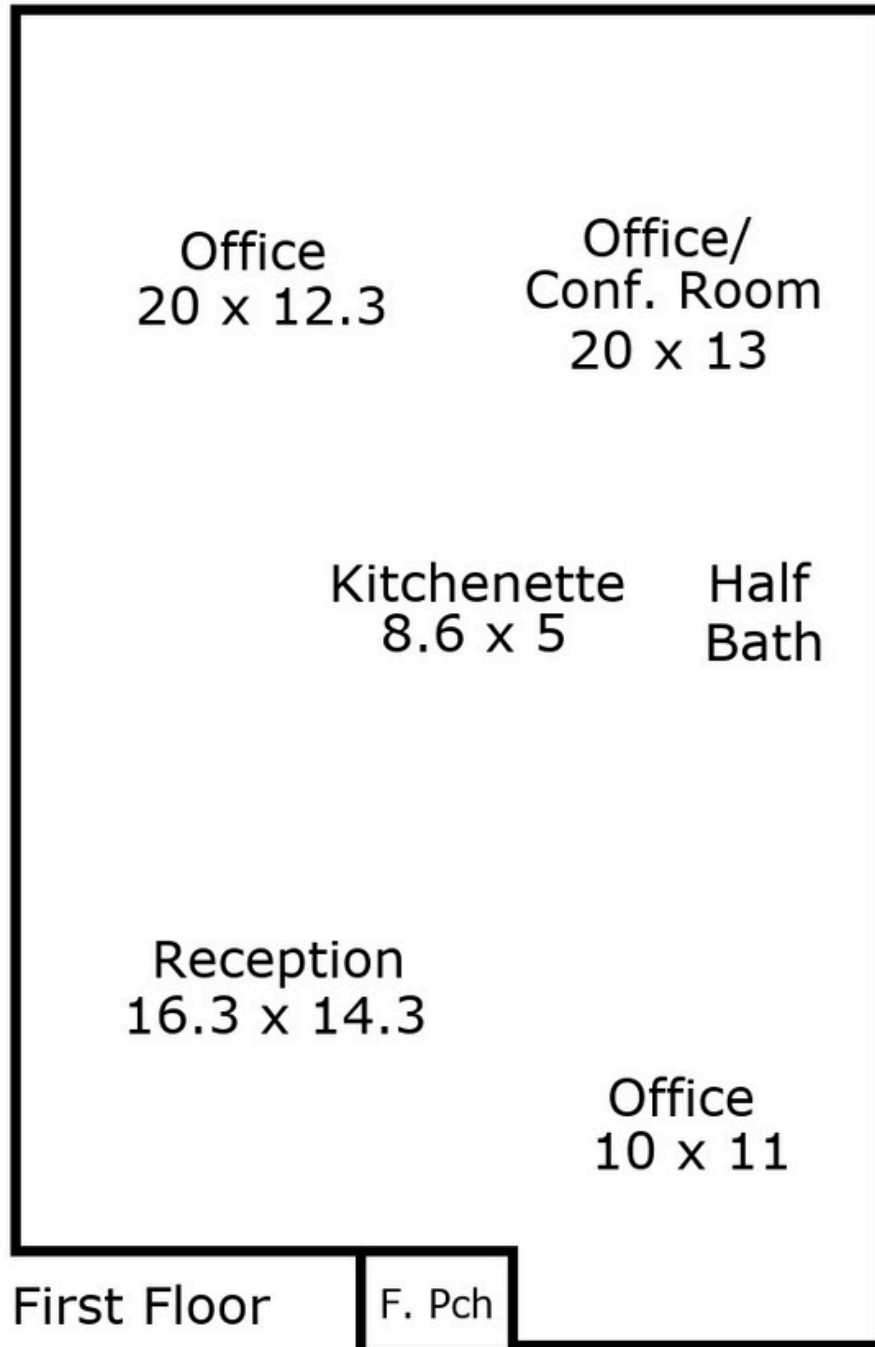 Office
20 x 12.3
Office/
Conf. Room
20 x 13
Kitchenette
8.6 x 5
Half
Bath
Reception
16.3 x 14.3
Office
10 x 11
First Floor
F. Pch